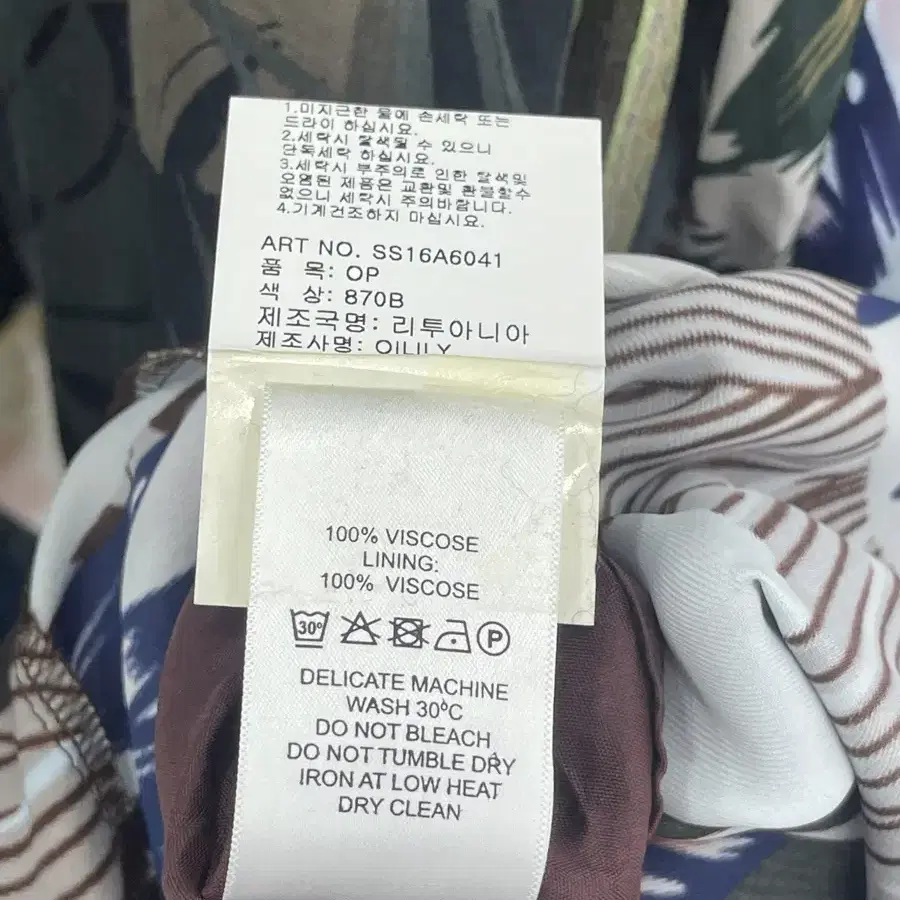 1.미지근한 물에 손세탁 또는
드라이 하십시요.
2.세탁시 탈색될 수 있으니
단독세탁 하십시요.
3.세탁시 부주의로 인한 탈색및
오염된 제품은 교환및 환불할수
없으니 세탁시 주의바랍니다.
4.기계건조하지 마십시요.
ART NO. SS16A6041
품 목: OP
색 상: 870B
제조국명: 리투아니아
제조사명: OILILY
100% VISCOSE
LINING:
100% VISCOSE
30° P
DELICATE MACHINE
WASH 30ºC
DO NOT BLEACH
DO NOT TUMBLE DRY
IRON AT LOW HEAT
DRY CLEAN